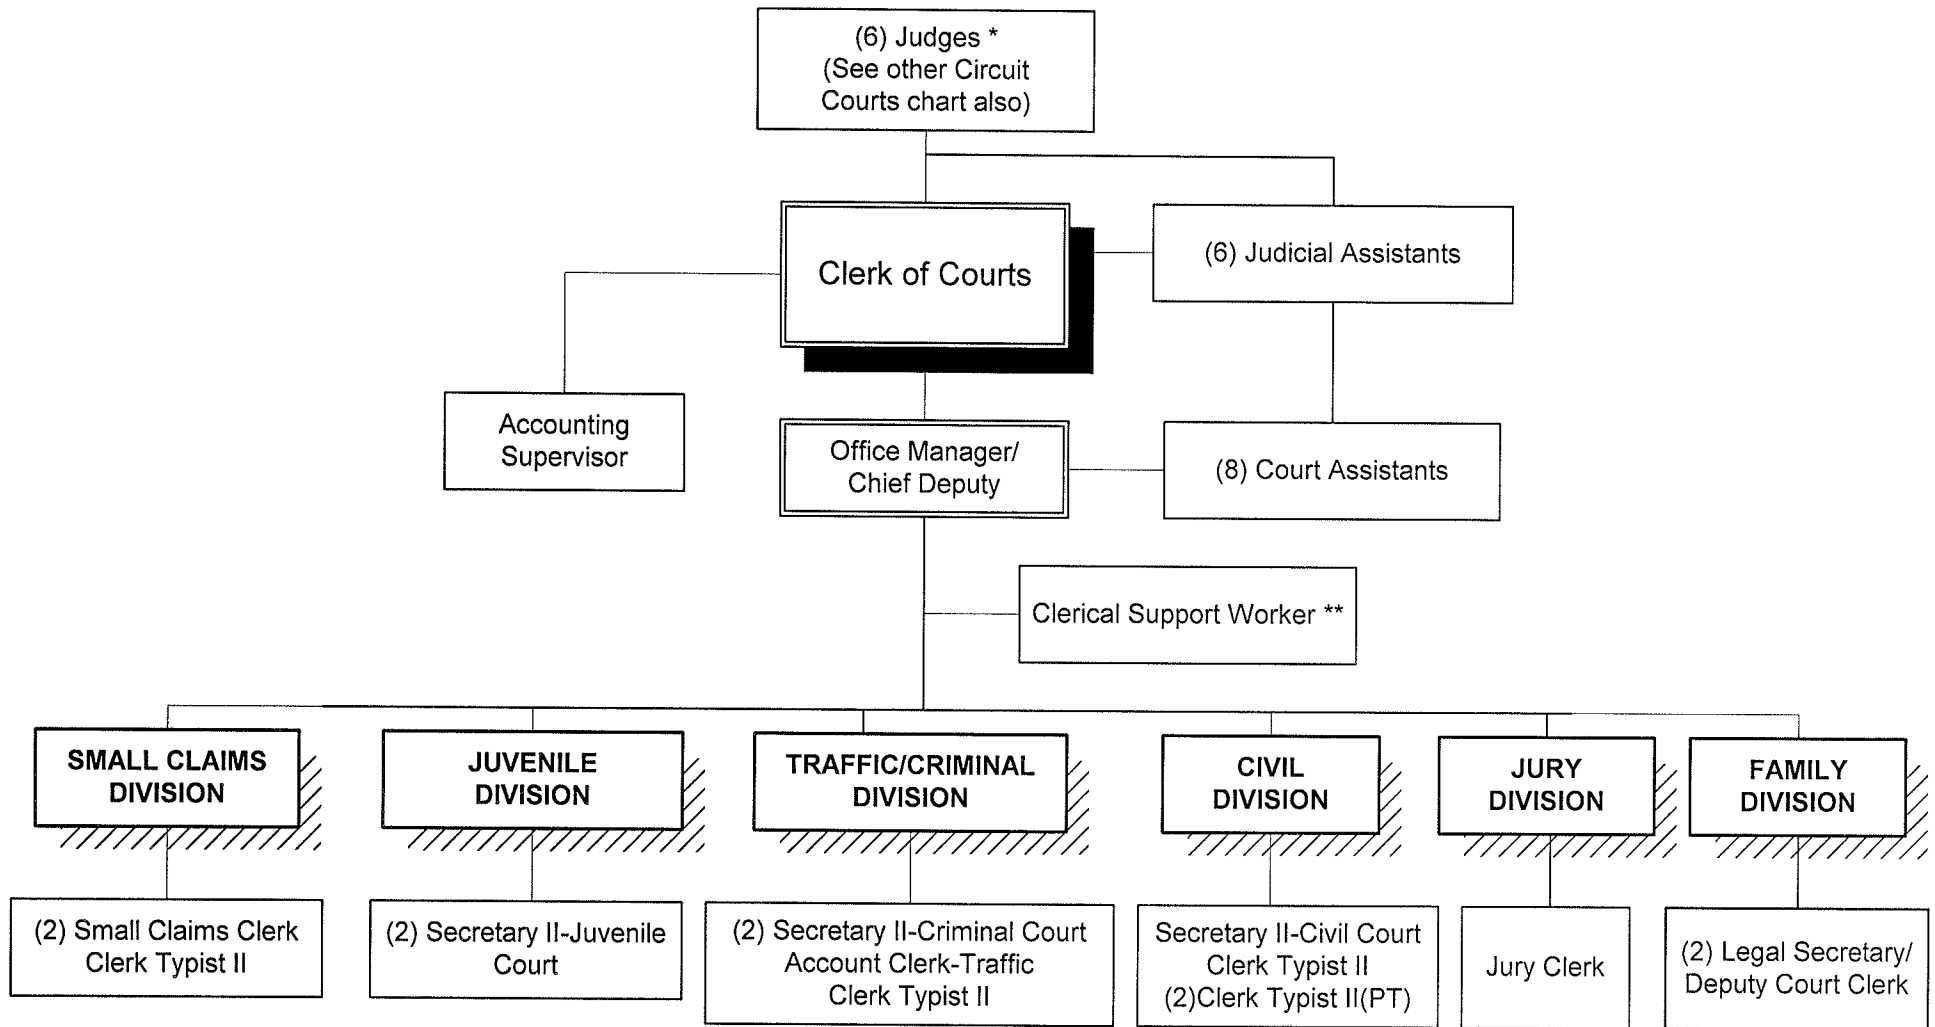 (6) Judges *
(See other Circuit
Courts chart also)
Clerk of Courts
(6) Judicial Assistants
Accounting
Supervisor
Office Manager/
Chief Deputy
(8) Court Assistants
Clerical Support Worker **
SMALL CLAIMS
DIVISION
JUVENILE
DIVISION
TRAFFIC/CRIMINAL
DIVISION
CIVIL
DIVISION
JURY
DIVISION
FAMILY
DIVISION
(2) Small Claims Clerk
Clerk Typist II
(2) Secretary II-Juvenile
Court
(2) Secretary II-Criminal Court
Account Clerk-Traffic
Clerk Typist II
Secretary II-Civil Court
Clerk Typist II
(2)Clerk Typist II(PT)
Jury Clerk
(2) Legal Secretary/
Deputy Court Clerk